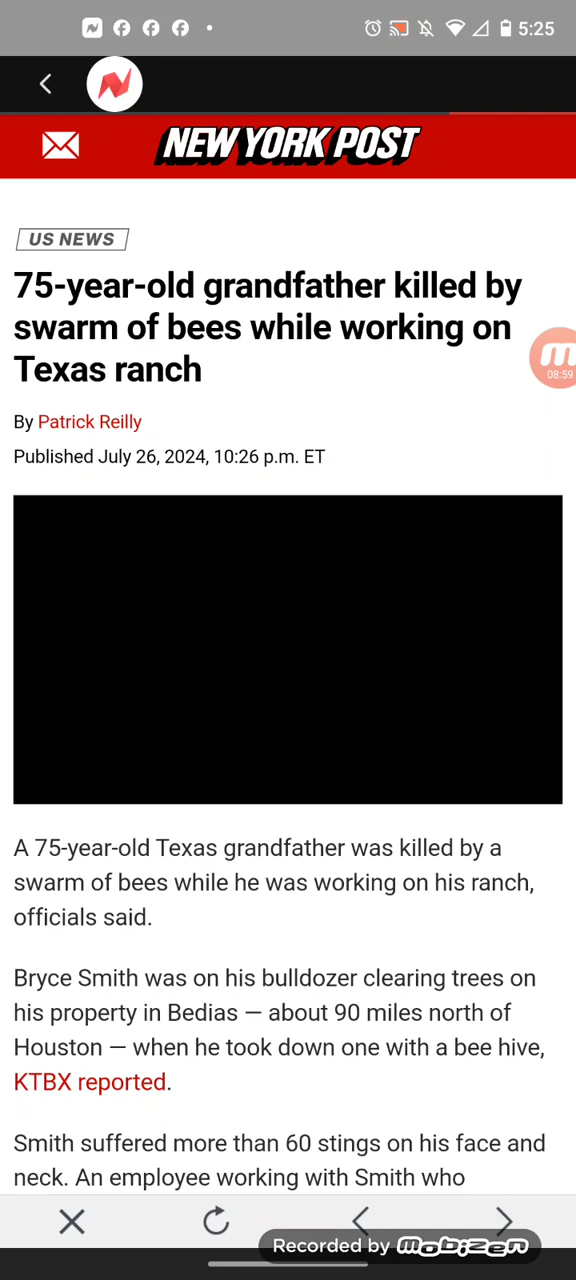 5:25
NEW YORK POST
US NEWS
75-year-old grandfather killed by
swarm of bees while working on
Texas ranch
08:59
By Patrick Reilly
Published July 26, 2024, 10:26 p.m. ET
A 75-year-old Texas grandfather was killed by a
swarm of bees while he was working on his ranch,
officials said.
Bryce Smith was on his bulldozer clearing trees on
his property in Bedias — about 90 miles north of
Houston — when he took down one with a bee hive,
KTBX reported.
Smith suffered more than 60 stings on his face and
neck. An employee working with Smith who
Recorded by mobizen